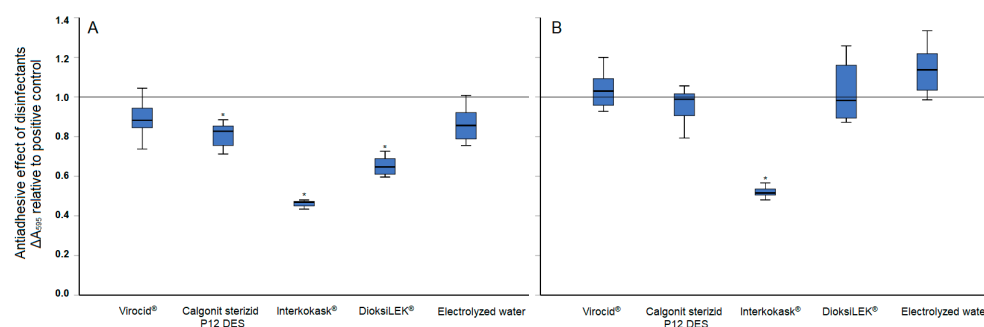 Antiadhesive effect of disinfectants
ΔA595 relative to positive control
1.4
1.2
1.0
0.8
0.6
0.4
0.2
0.0
A
*
*
*
Virocid®
Calgonit sterizid
P12 DES
Interkokask®
DioksiLEK®
Electrolyzed water
B
*
Virocid®
Calgonit sterizid
P12 DES
Interkokask®
DioksiLEK®
Electrolyzed water